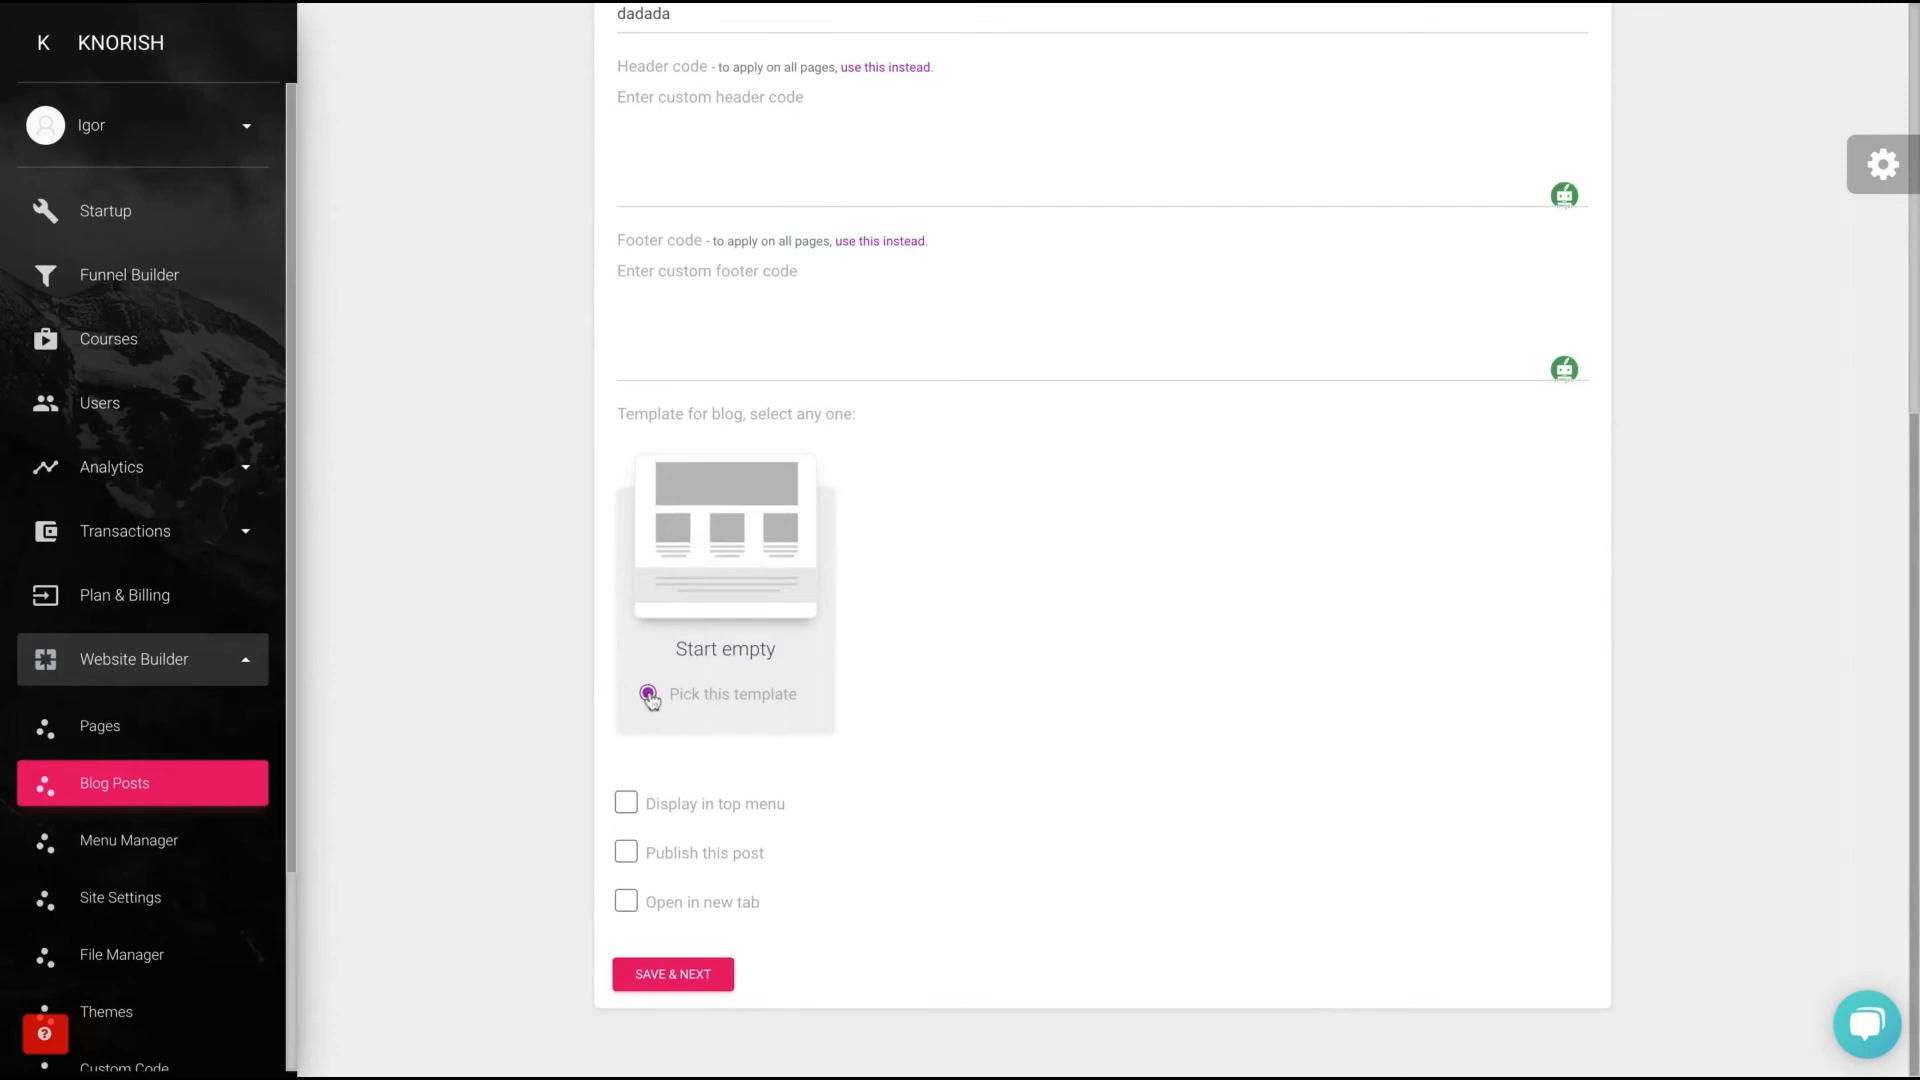 K KNORISH
Igor
Startup
Funnel Builder
Courses
Users
Analytics
Transactions
Plan & Billing
Website Builder
Pages
Blog Posts
Menu Manager
Site Settings
File Manager
Themes
Custom Code
dadada
Header code - to apply on all pages, use this instead.
Enter custom header code
Footer code - to apply on all pages, use this instead.
Enter custom footer code
Template for blog, select any one:
Start empty
Pick this template
Display in top menu
Publish this post
Open in new tab
SAVE & NEXT